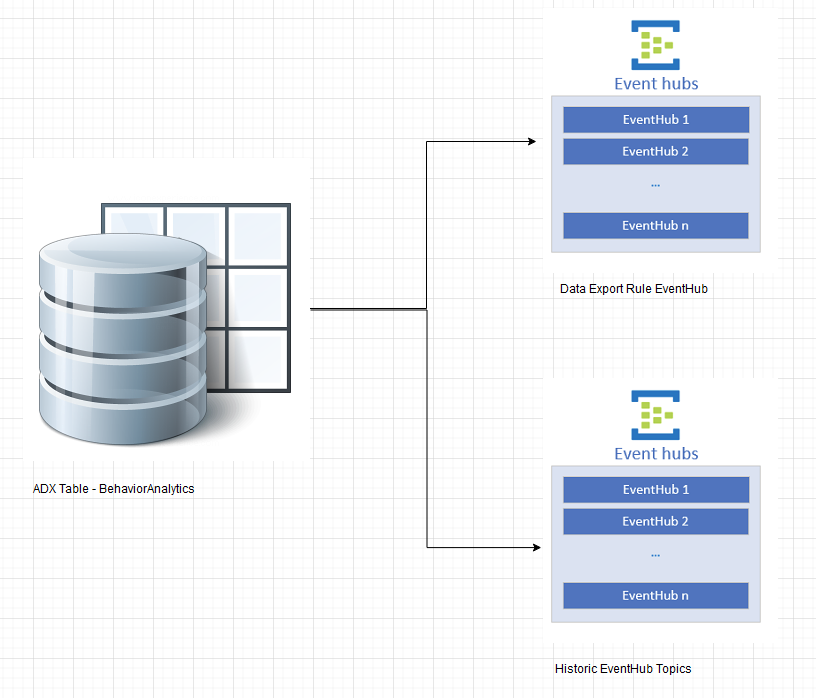 Event hubs
EventHub 1
EventHub 2
...
EventHub n
Data Export Rule EventHub
ADX Table - BehaviorAnalytics
Event hubs
EventHub 1
EventHub 2
...
EventHub n
Historic EventHub Topics